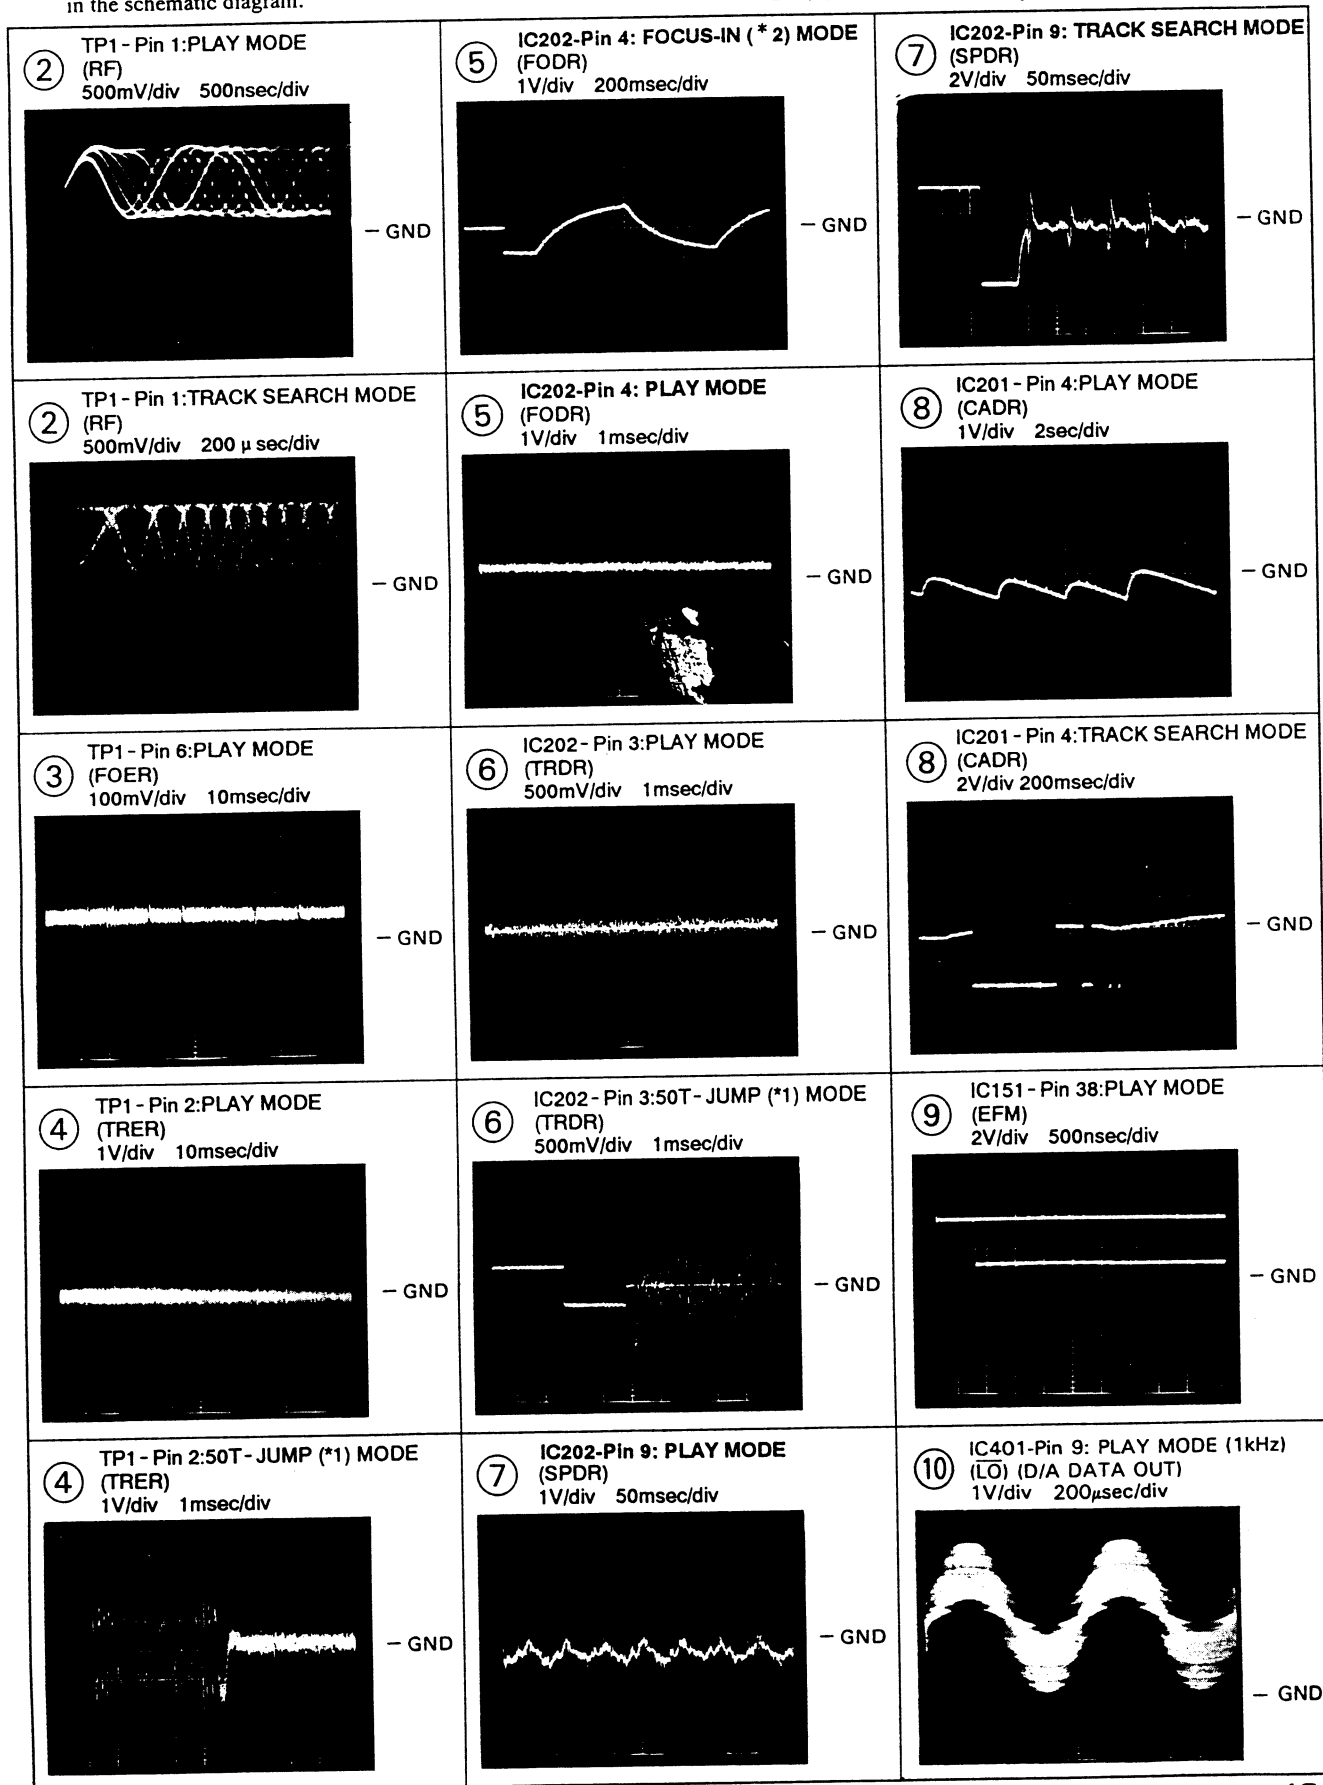 in the schematic diagram.
② TP1-Pin 1:PLAY MODE
(RF)
500mV/div 500nsec/div
− GND
⑤ IC202-Pin 4: FOCUS-IN (*2) MODE
(FODR)
1V/div 200msec/div
− GND
⑦ IC202-Pin 9: TRACK SEARCH MODE
(SPDR)
2V/div 50msec/div
− GND
② TP1-Pin 1:TRACK SEARCH MODE
(RF)
500mV/div 200 μ sec/div
− GND
⑤ IC202-Pin 4: PLAY MODE
(FODR)
1V/div 1msec/div
− GND
⑧ IC201-Pin 4:PLAY MODE
(CADR)
1V/div 2sec/div
− GND
③ TP1-Pin 6:PLAY MODE
(FOER)
100mV/div 10msec/div
− GND
⑥ IC202-Pin 3:PLAY MODE
(TRDR)
500mV/div 1msec/div
− GND
⑧ IC201-Pin 4:TRACK SEARCH MODE
(CADR)
2V/div 200msec/div
− GND
④ TP1-Pin 2:PLAY MODE
(TRER)
1V/div 10msec/div
− GND
⑥ IC202-Pin 3:50T-JUMP (*1) MODE
(TRDR)
500mV/div 1msec/div
− GND
⑨ IC151-Pin 38:PLAY MODE
(EFM)
2V/div 500nsec/div
− GND
④ TP1-Pin 2:50T-JUMP (*1) MODE
(TRER)
1V/div 1msec/div
− GND
⑦ IC202-Pin 9: PLAY MODE
(SPDR)
1V/div 50msec/div
− GND
⑩ IC401-Pin 9: PLAY MODE (1kHz)
(L̅O̅) (D/A DATA OUT)
1V/div 200μsec/div
− GND